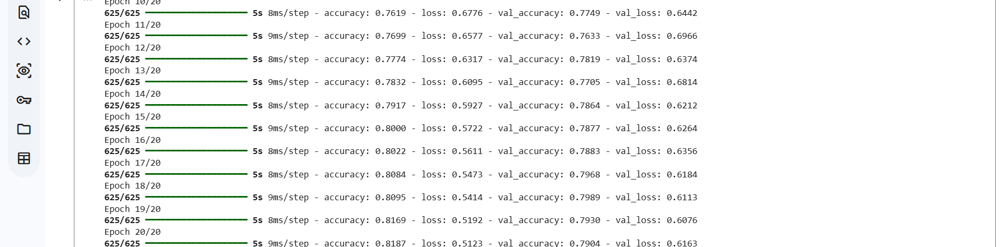 Epoch 10/20
625/625 ━━━━━━━━━━━━━━━━━━━━ 5s 8ms/step - accuracy: 0.7619 - loss: 0.6776 - val_accuracy: 0.7749 - val_loss: 0.6442
Epoch 11/20
625/625 ━━━━━━━━━━━━━━━━━━━━ 5s 9ms/step - accuracy: 0.7699 - loss: 0.6577 - val_accuracy: 0.7633 - val_loss: 0.6966
Epoch 12/20
625/625 ━━━━━━━━━━━━━━━━━━━━ 5s 8ms/step - accuracy: 0.7774 - loss: 0.6317 - val_accuracy: 0.7819 - val_loss: 0.6374
Epoch 13/20
625/625 ━━━━━━━━━━━━━━━━━━━━ 5s 9ms/step - accuracy: 0.7832 - loss: 0.6095 - val_accuracy: 0.7705 - val_loss: 0.6814
Epoch 14/20
625/625 ━━━━━━━━━━━━━━━━━━━━ 5s 8ms/step - accuracy: 0.7917 - loss: 0.5927 - val_accuracy: 0.7864 - val_loss: 0.6212
Epoch 15/20
625/625 ━━━━━━━━━━━━━━━━━━━━ 5s 9ms/step - accuracy: 0.8000 - loss: 0.5722 - val_accuracy: 0.7877 - val_loss: 0.6264
Epoch 16/20
625/625 ━━━━━━━━━━━━━━━━━━━━ 5s 8ms/step - accuracy: 0.8022 - loss: 0.5611 - val_accuracy: 0.7883 - val_loss: 0.6356
Epoch 17/20
625/625 ━━━━━━━━━━━━━━━━━━━━ 5s 8ms/step - accuracy: 0.8084 - loss: 0.5473 - val_accuracy: 0.7968 - val_loss: 0.6184
Epoch 18/20
625/625 ━━━━━━━━━━━━━━━━━━━━ 5s 9ms/step - accuracy: 0.8095 - loss: 0.5414 - val_accuracy: 0.7989 - val_loss: 0.6113
Epoch 19/20
625/625 ━━━━━━━━━━━━━━━━━━━━ 5s 8ms/step - accuracy: 0.8169 - loss: 0.5192 - val_accuracy: 0.7930 - val_loss: 0.6076
Epoch 20/20
625/625 ━━━━━━━━━━━━━━━━━━━━ 5s 9ms/step - accuracy: 0.8187 - loss: 0.5123 - val_accuracy: 0.7904 - val_loss: 0.6163